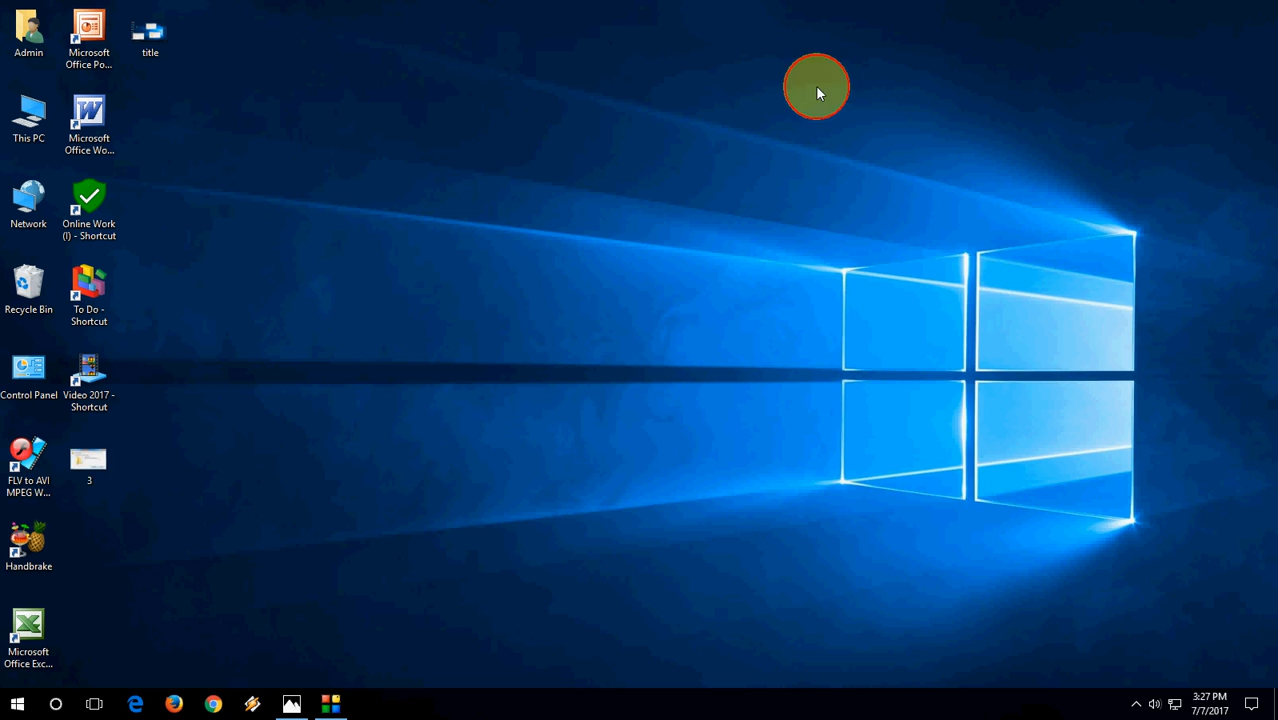 Admin
Microsoft
Office Po...
title
This PC
Microsoft
Office Wo...
Network
Online Work
(I) - Shortcut
Recycle Bin
To Do -
Shortcut
Control Panel
Video 2017 -
Shortcut
FLV to AVI
MPEG W...
3
Handbrake
Microsoft
Office Exc...
3:27 PM
7/7/2017